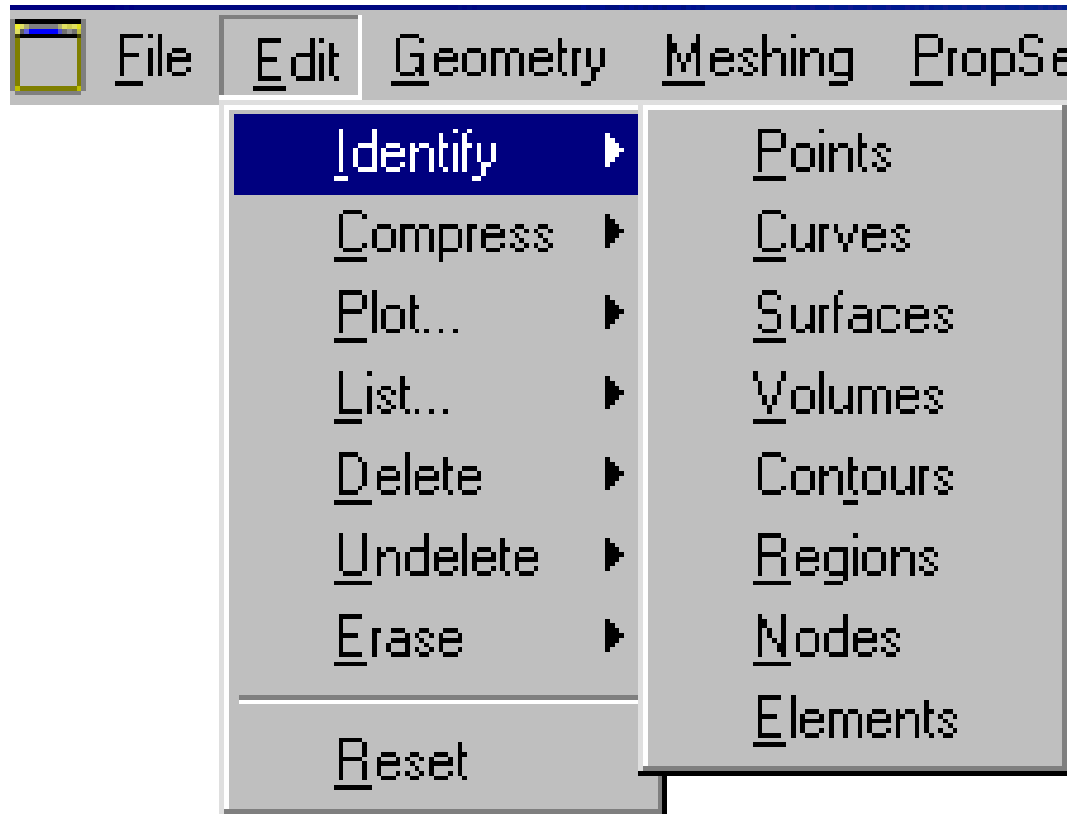 File Edit Geometry Meshing PropSe
Identify
Compress
Plot...
List...
Delete
Undelete
Erase
Reset
Points
Curves
Surfaces
Volumes
Contours
Regions
Nodes
Elements